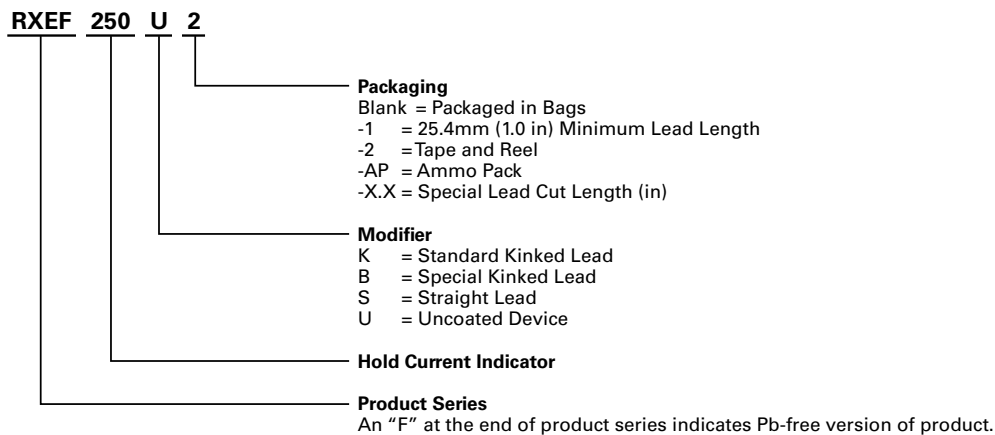 RXEF 250 U 2
Packaging
Blank = Packaged in Bags
-1 = 25.4mm (1.0 in) Minimum Lead Length
-2 =Tape and Reel
-AP = Ammo Pack
-X.X = Special Lead Cut Length (in)
Modifier
K = Standard Kinked Lead
B = Special Kinked Lead
S = Straight Lead
U = Uncoated Device
Hold Current Indicator
Product Series
An “F” at the end of product series indicates Pb-free version of product.